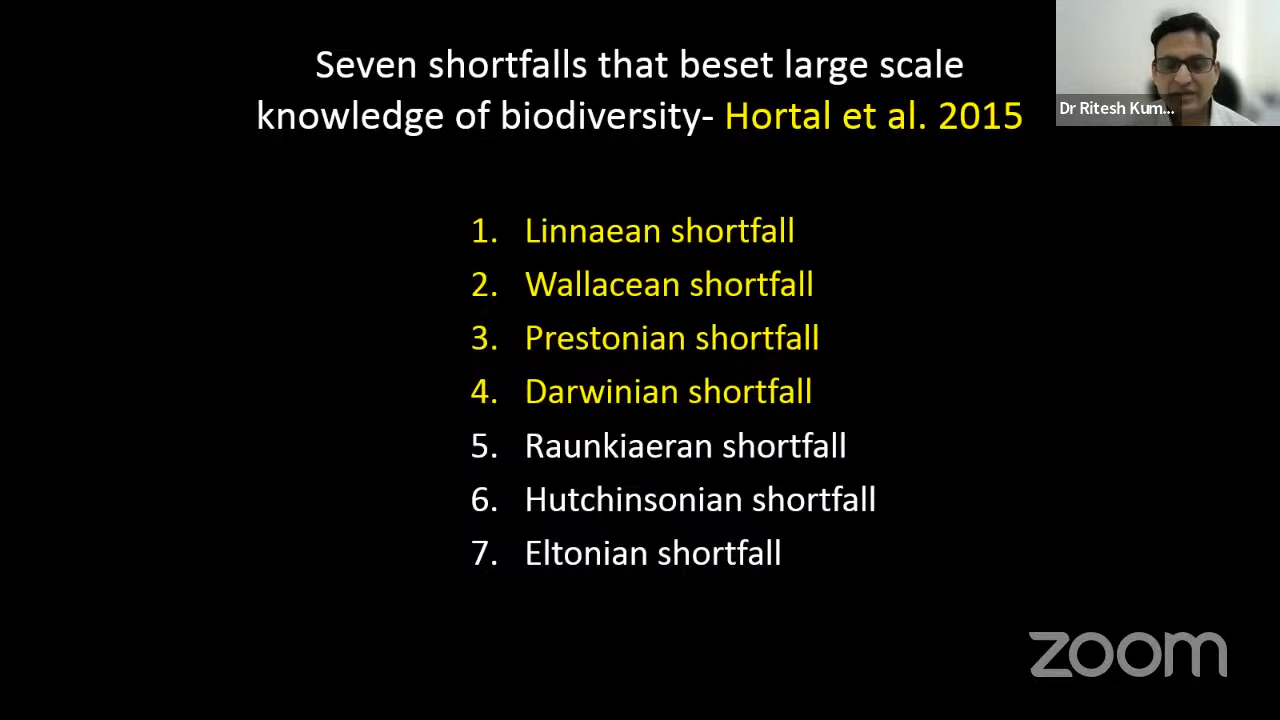 Seven shortfalls that beset large scale
knowledge of biodiversity- Hortal et al. 2015
Dr Ritesh Kum...
1. Linnaean shortfall
2. Wallacean shortfall
3. Prestonian shortfall
4. Darwinian shortfall
5. Raunkiaeran shortfall
6. Hutchinsonian shortfall
7. Eltonian shortfall
zoom